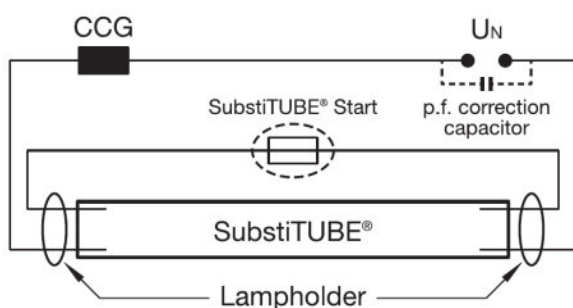 CCG
UN
SubstiTUBE® Start
p.f. correction
capacitor
SubstiTUBE®
Lampholder